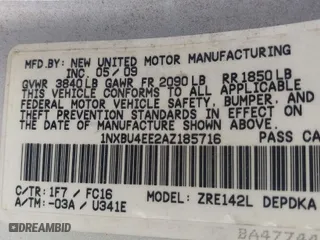 MFD.BY: NEW UNITED MOTOR MANUFACTURING
INC. 05/09
GVWR 3840LB GAWR FR 2090LB RR1850LB
THIS VEHICLE CONFORMS TO ALL APPLICABLE
FEDERAL MOTOR VEHICLE SAFETY, BUMPER, AND
THEFT PREVENTION STANDARDS IN EFFECT ON
THE DATE OF MANUFACTURE SHOWN ABOVE.
1NXBU4EE2AZ185716 PASS CA
C/TR: 1F7 / FC16
A/TM: -03A / U341E
MODEL: ZRE142L DEPDKA
DREAMBID